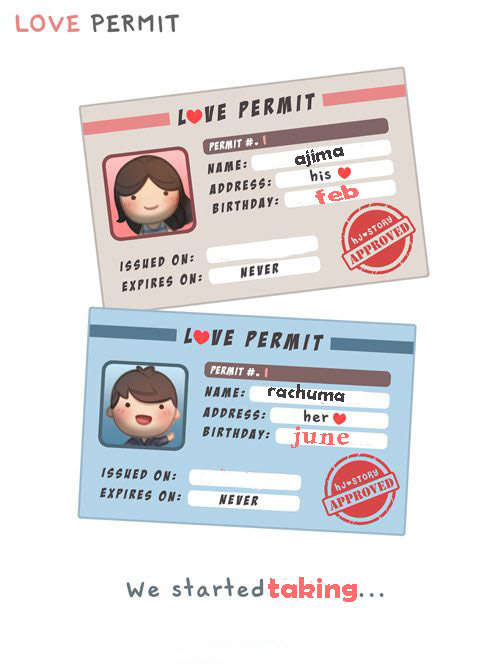 LOVE PERMIT
L❤VE PERMIT
PERMIT #. 1
NAME: ajima
ADDRESS: his ❤
BIRTHDAY: feb
ISSUED ON:
EXPIRES ON: NEVER
HJ♥STORY
APPROVED
L❤VE PERMIT
PERMIT #. 1
NAME: rachuma
ADDRESS: her ❤
BIRTHDAY: june
ISSUED ON:
EXPIRES ON: NEVER
HJ♥STORY
APPROVED
We started taking...